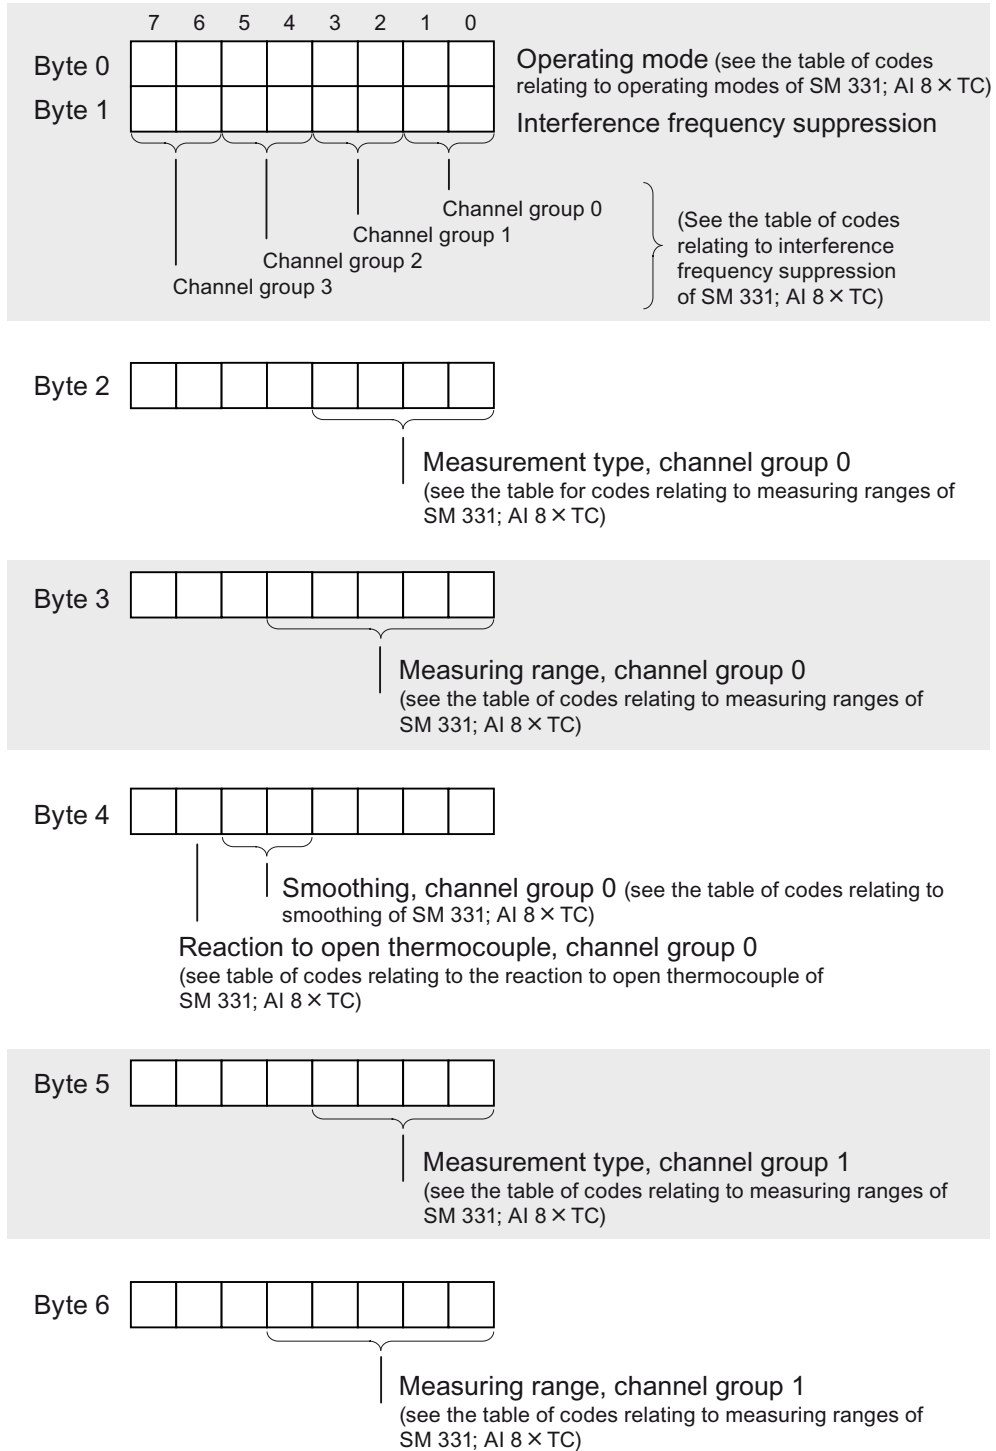 7 6 5 4 3 2 1 0
Byte 0
Operating mode (see the table of codes
relating to operating modes of SM 331; AI 8 × TC)
Byte 1
Interference frequency suppression
Channel group 0
Channel group 1
Channel group 2
Channel group 3
(See the table of codes
relating to interference
frequency suppression
of SM 331; AI 8 × TC)
Byte 2
Measurement type, channel group 0
(see the table for codes relating to measuring ranges of
SM 331; AI 8 × TC)
Byte 3
Measuring range, channel group 0
(see the table of codes relating to measuring ranges of
SM 331; AI 8 × TC)
Byte 4
Smoothing, channel group 0 (see the table of codes relating to
smoothing of SM 331; AI 8 × TC)
Reaction to open thermocouple, channel group 0
(see table of codes relating to the reaction to open thermocouple of
SM 331; AI 8 × TC)
Byte 5
Measurement type, channel group 1
(see the table of codes relating to measuring ranges of
SM 331; AI 8 × TC)
Byte 6
Measuring range, channel group 1
(see the table of codes relating to measuring ranges of
SM 331; AI 8 × TC)